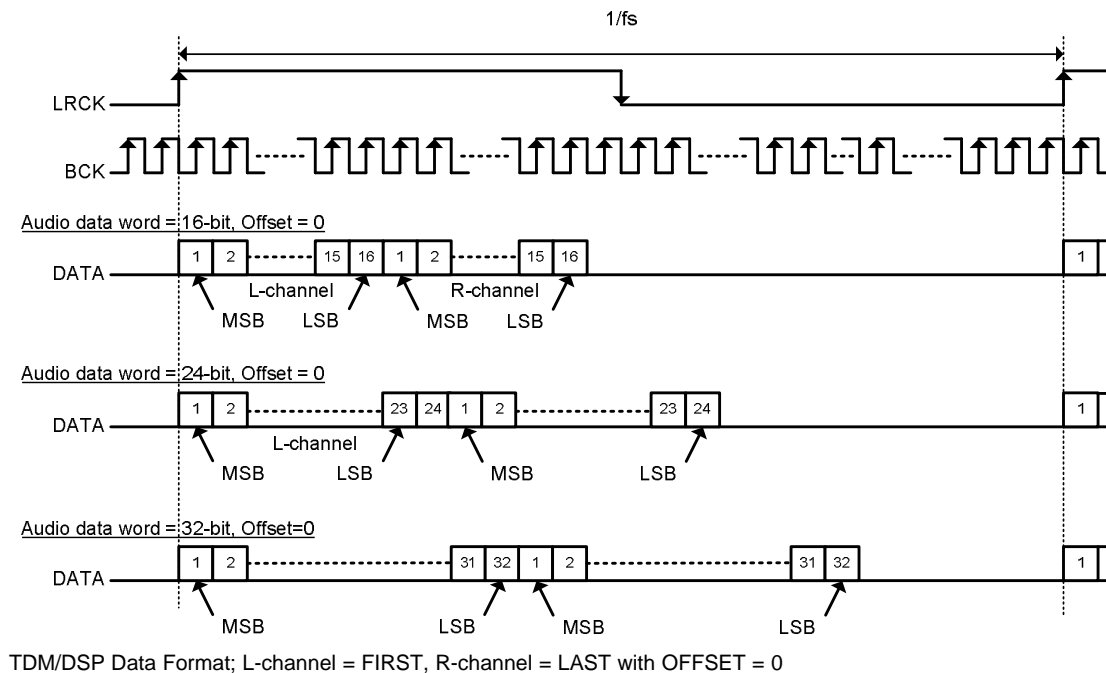 1/fs
LRCK
BCK
Audio data word = 16-bit, Offset = 0
DATA 1 2 15 16 1 2 15 16 1
L-channel R-channel
MSB LSB MSB LSB
Audio data word = 24-bit, Offset = 0
DATA 1 2 23 24 1 2 23 24 1
L-channel
MSB LSB MSB LSB
Audio data word = 32-bit, Offset=0
DATA 1 2 31 32 1 2 31 32 1
MSB LSB MSB LSB
TDM/DSP Data Format; L-channel = FIRST, R-channel = LAST with OFFSET = 0